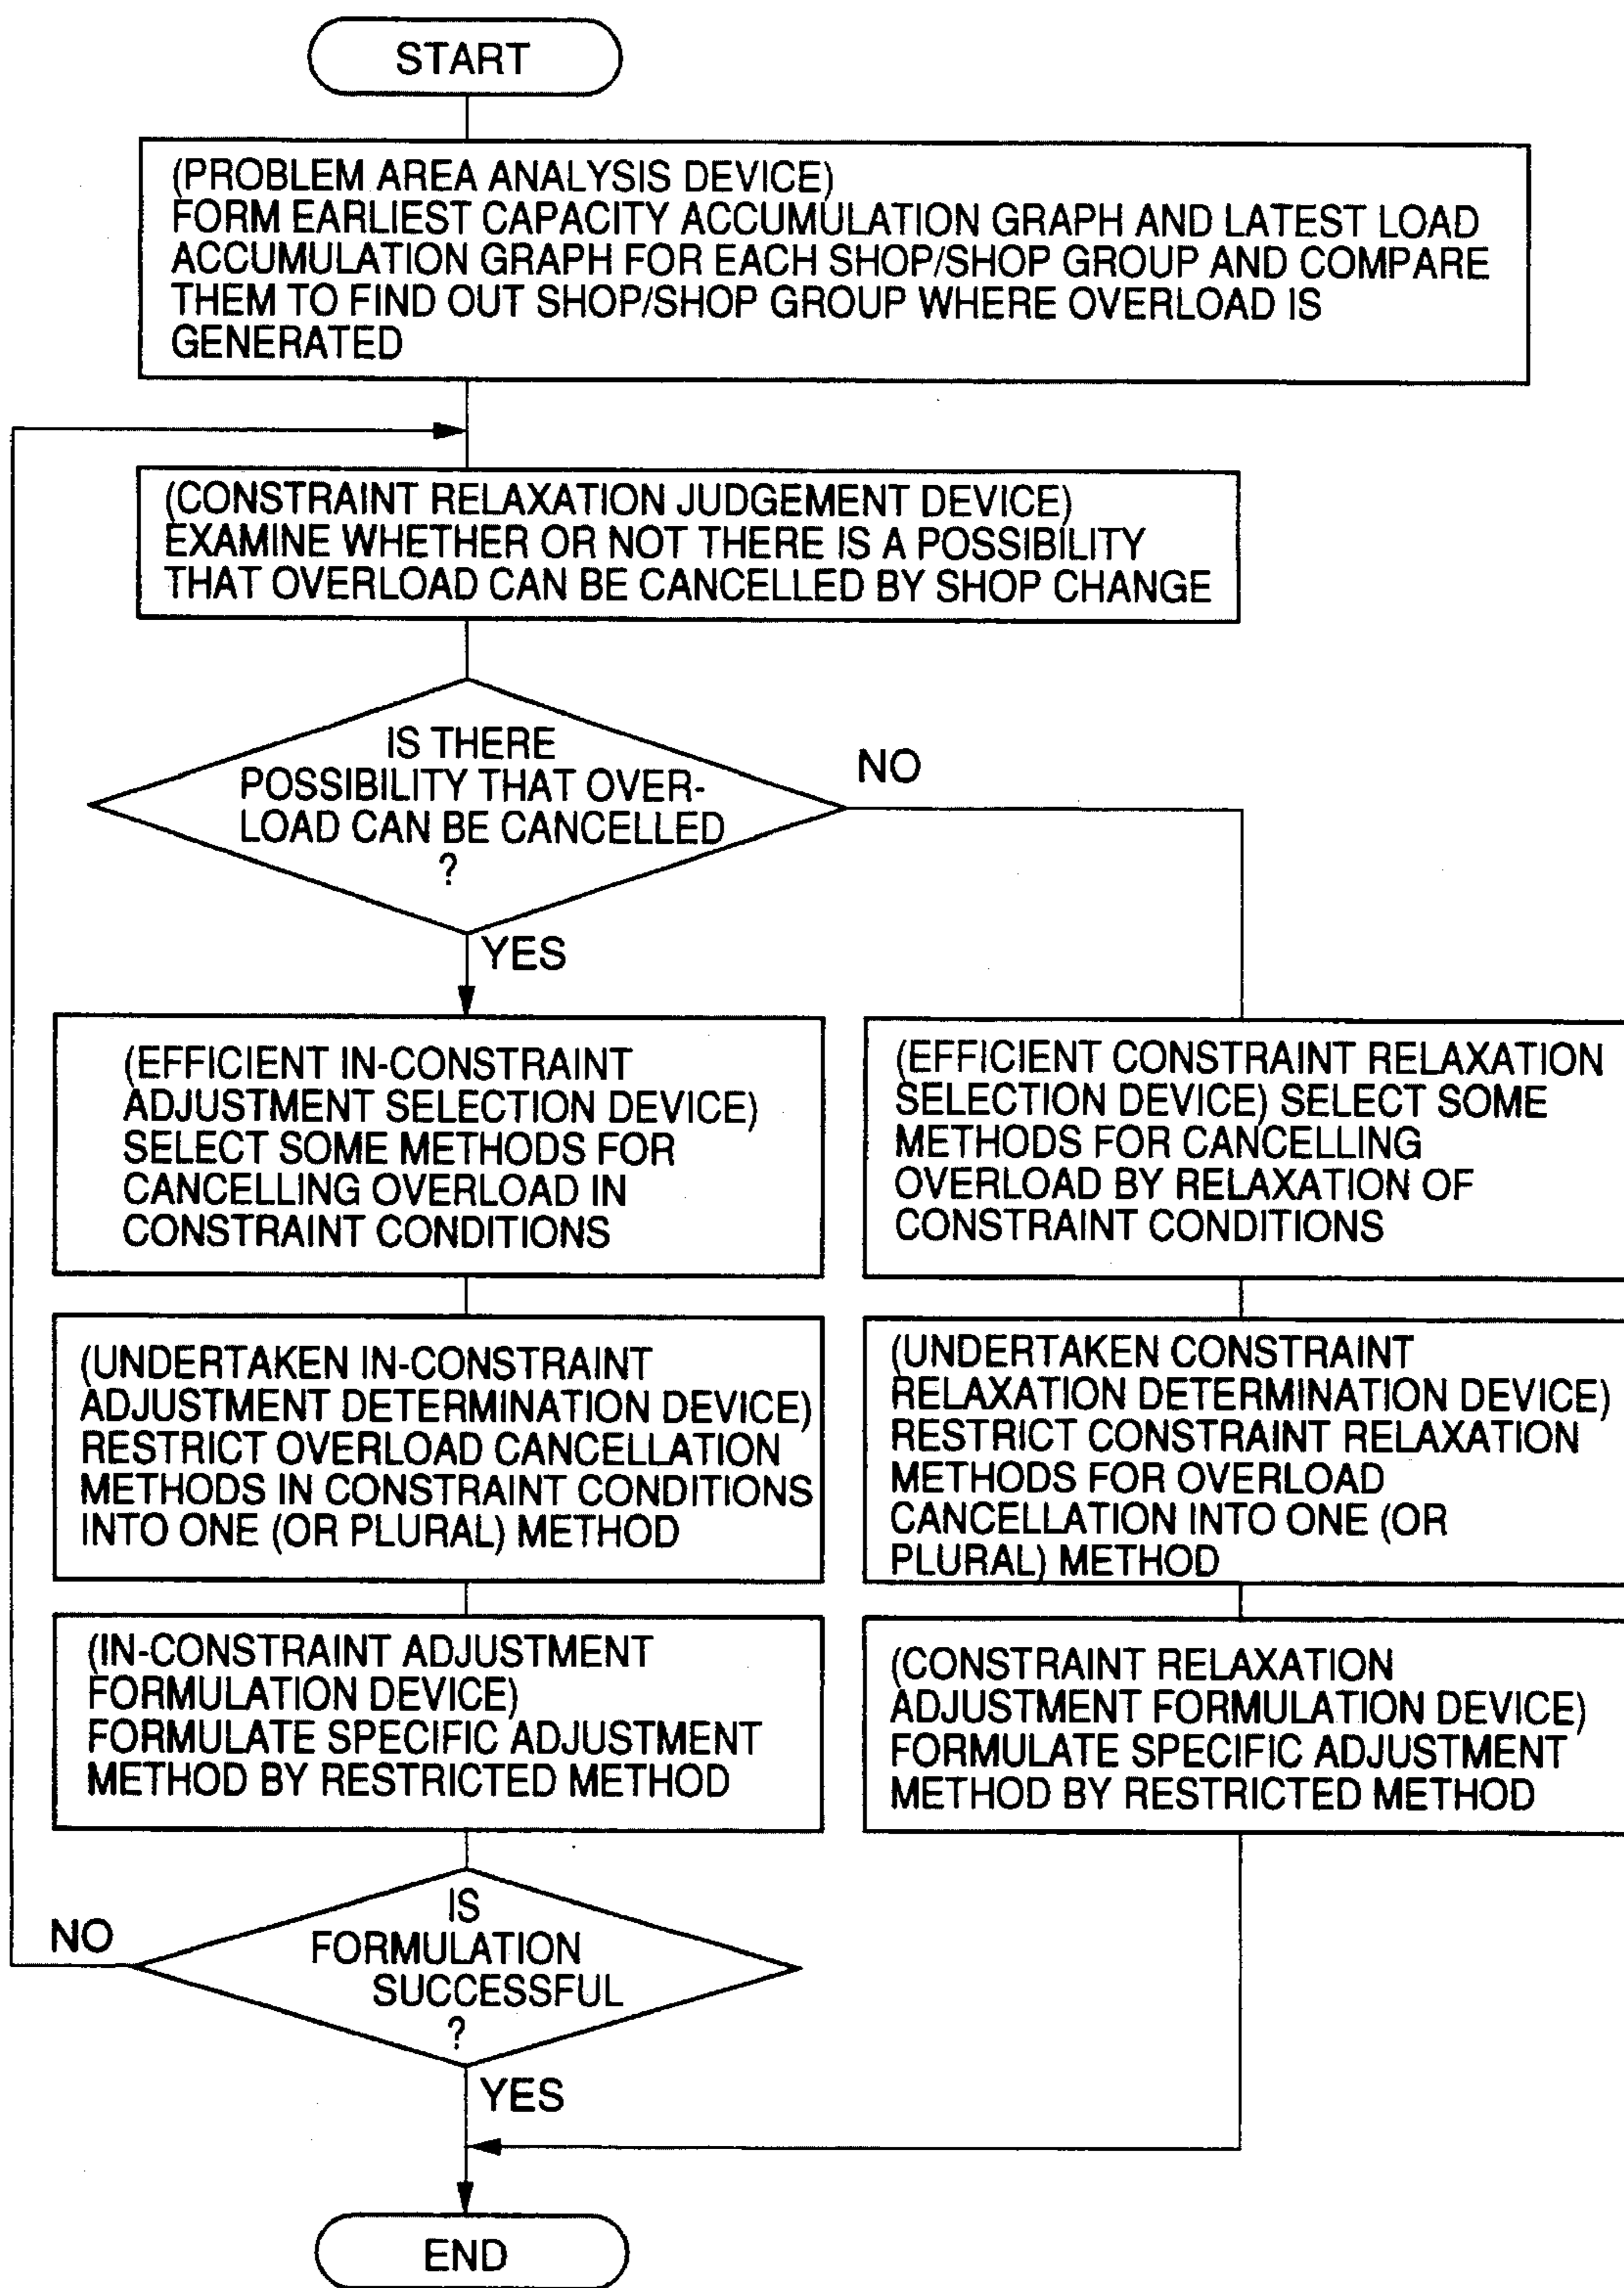 START
(PROBLEM AREA ANALYSIS DEVICE)
FORM EARLIEST CAPACITY ACCUMULATION GRAPH AND LATEST LOAD
ACCUMULATION GRAPH FOR EACH SHOP/SHOP GROUP AND COMPARE
THEM TO FIND OUT SHOP/SHOP GROUP WHERE OVERLOAD IS
GENERATED
(CONSTRAINT RELAXATION JUDGEMENT DEVICE)
EXAMINE WHETHER OR NOT THERE IS A POSSIBILITY
THAT OVERLOAD CAN BE CANCELLED BY SHOP CHANGE
IS THERE
POSSIBILITY THAT OVER-
LOAD CAN BE CANCELLED
?
NO
YES
(EFFICIENT IN-CONSTRAINT
ADJUSTMENT SELECTION DEVICE)
SELECT SOME METHODS FOR
CANCELLING OVERLOAD IN
CONSTRAINT CONDITIONS
(EFFICIENT CONSTRAINT RELAXATION
SELECTION DEVICE) SELECT SOME
METHODS FOR CANCELLING
OVERLOAD BY RELAXATION OF
CONSTRAINT CONDITIONS
(UNDERTAKEN IN-CONSTRAINT
ADJUSTMENT DETERMINATION DEVICE)
RESTRICT OVERLOAD CANCELLATION
METHODS IN CONSTRAINT CONDITIONS
INTO ONE (OR PLURAL) METHOD
(UNDERTAKEN CONSTRAINT
RELAXATION DETERMINATION DEVICE)
RESTRICT CONSTRAINT RELAXATION
METHODS FOR OVERLOAD
CANCELLATION INTO ONE (OR
PLURAL) METHOD
(IN-CONSTRAINT ADJUSTMENT
FORMULATION DEVICE)
FORMULATE SPECIFIC ADJUSTMENT
METHOD BY RESTRICTED METHOD
(CONSTRAINT RELAXATION
ADJUSTMENT FORMULATION DEVICE)
FORMULATE SPECIFIC ADJUSTMENT
METHOD BY RESTRICTED METHOD
IS
FORMULATION
SUCCESSFUL
?
NO
YES
END